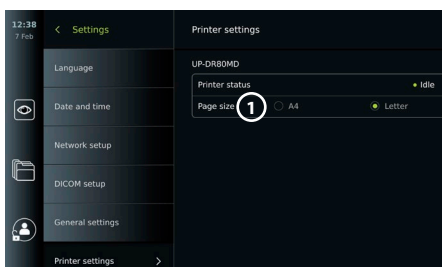 12:38
7 Feb
Settings
Printer settings
Language
UP-DR80MD
Printer status
Idle
Date and time
Page size
1
A4
Letter
Network setup
DICOM setup
General settings
Printer settings